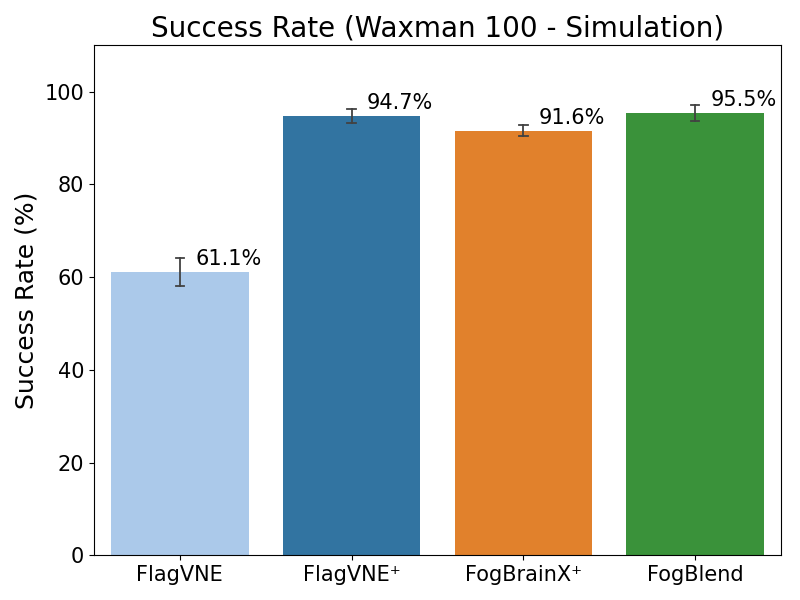 Success Rate (Waxman 100 - Simulation)
Success Rate (%)
100
80
60
40
20
0
61.1%
94.7%
91.6%
95.5%
FlagVNE
FlagVNE⁺
FogBrainX⁺
FogBlend